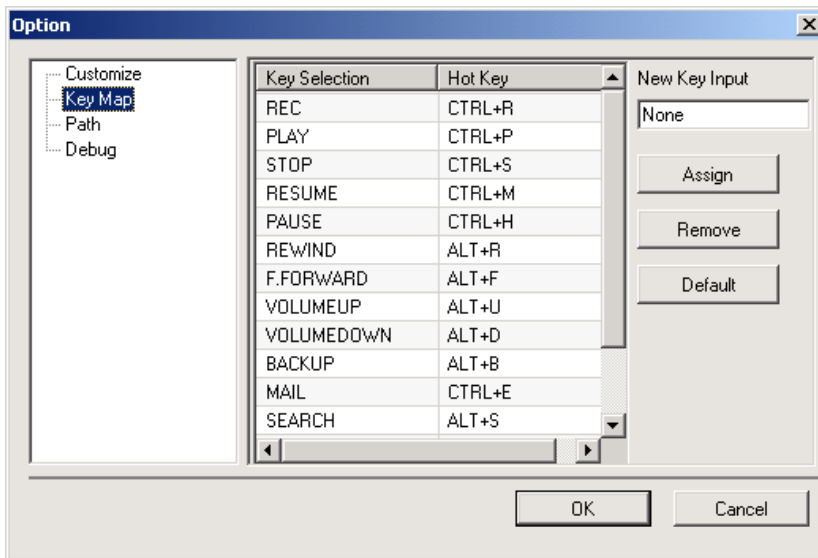 Option
Customize
Key Map
Path
Debug
Key Selection Hot Key
REC CTRL+R
PLAY CTRL+P
STOP CTRL+S
RESUME CTRL+M
PAUSE CTRL+H
REWIND ALT+R
F.FORWARD ALT+F
VOLUMEUP ALT+U
VOLUMEDOWN ALT+D
BACKUP ALT+B
MAIL CTRL+E
SEARCH ALT+S
New Key Input
None
Assign
Remove
Default
OK Cancel